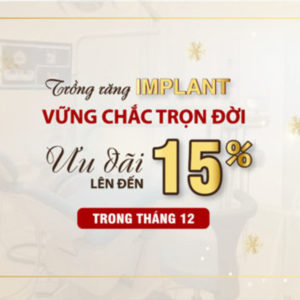 Trồng răng IMPLANT
VỮNG CHẮC TRỌN ĐỜI
Ưu đãi
LÊN ĐẾN
15%
TRONG THÁNG 12